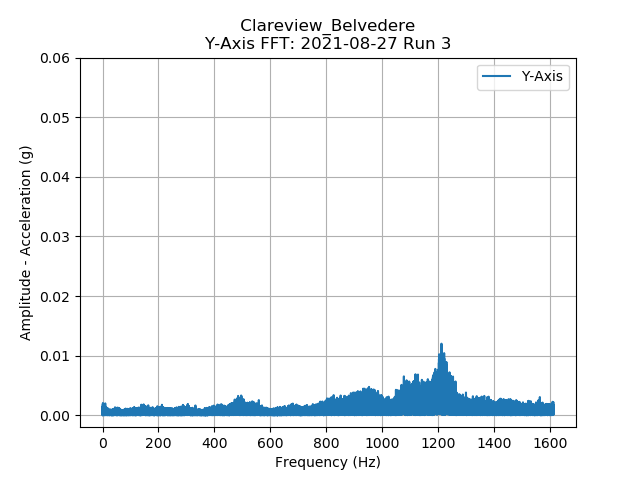 Clareview_Belvedere
Y-Axis FFT: 2021-08-27 Run 3
Y-Axis
0.06
0.05
0.04
0.03
0.02
0.01
0.00
Amplitude - Acceleration (g)
0 200 400 600 800 1000 1200 1400 1600
Frequency (Hz)